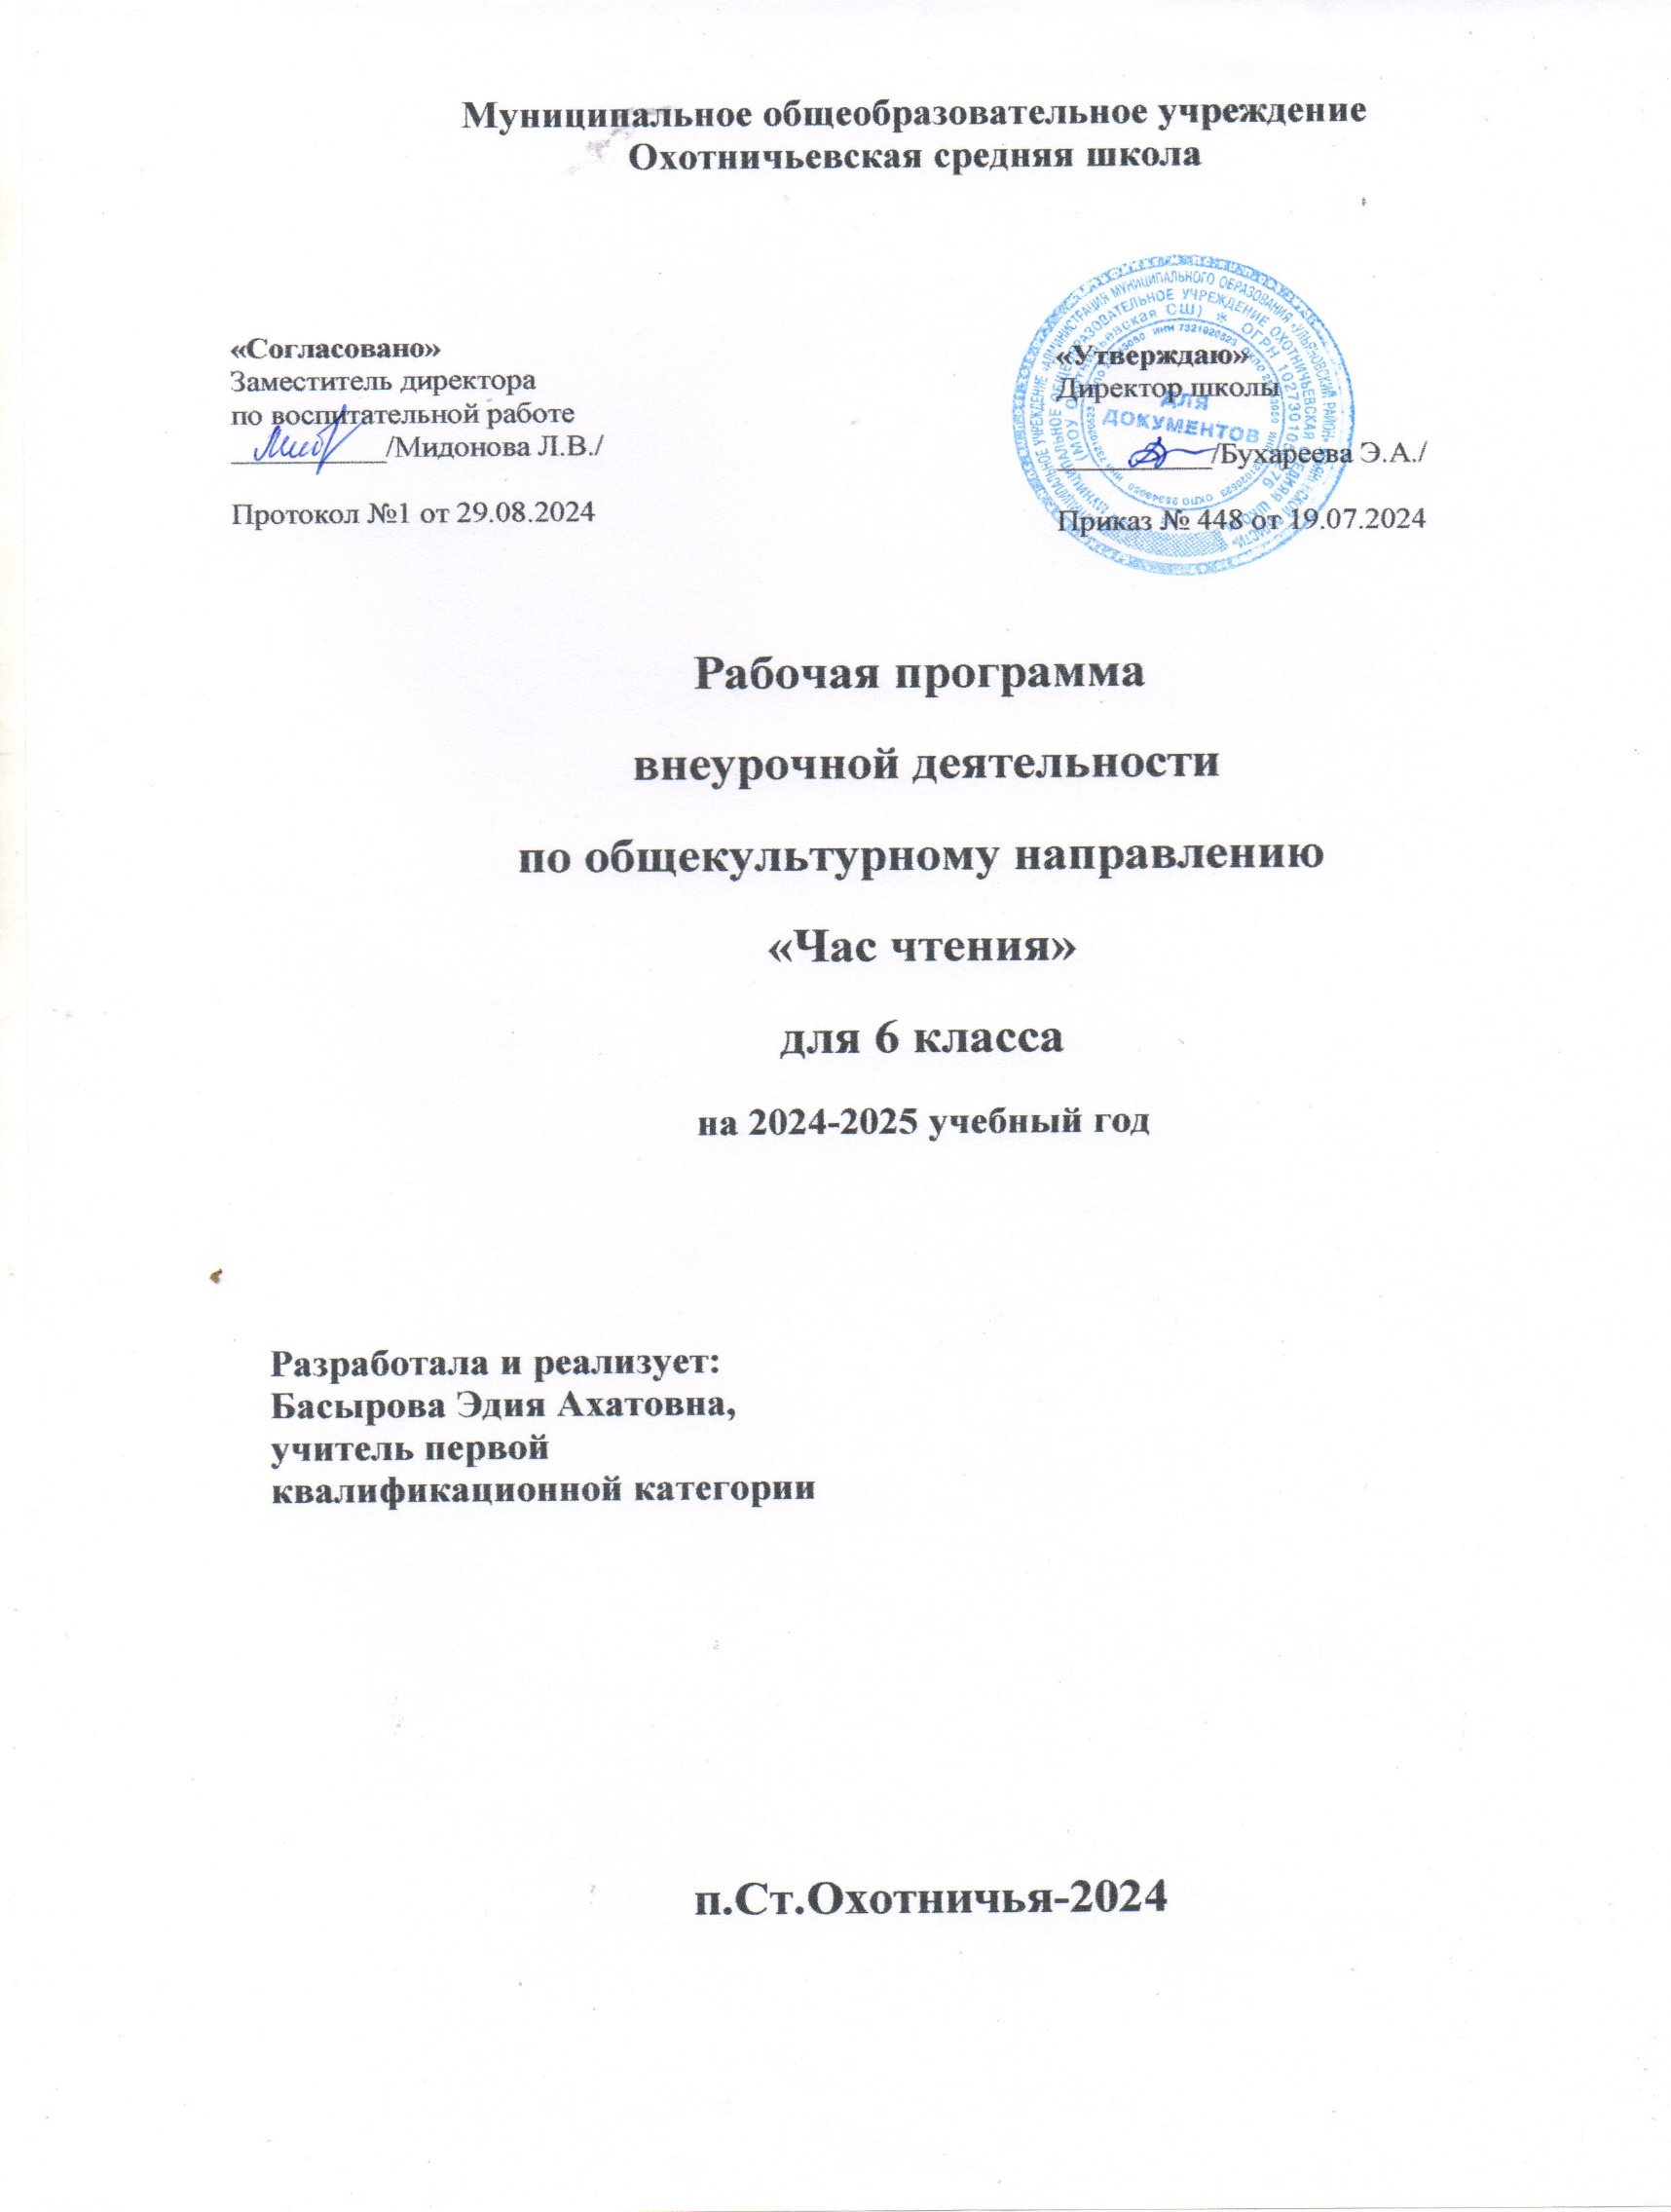 Муниципальное общеобразовательное учреждение
Охотничьевская средняя школа
«Согласовано»
Заместитель директора
по воспитательной работе
/Мидонова Л.В./
Протокол №1 от 29.08.2024
«Утверждаю»
Директор школы
ДЛЯ
ДОКУМЕНТОВ
/Бухареева Э.А./
Приказ № 448 от 19.07.2024
Рабочая программа
внеурочной деятельности
по общекультурному направлению
«Час чтения»
для 6 класса
на 2024-2025 учебный год
Разработала и реализует:
Басырова Эдия Ахатовна,
учитель первой
квалификационной категории
п.Ст.Охотничья-2024